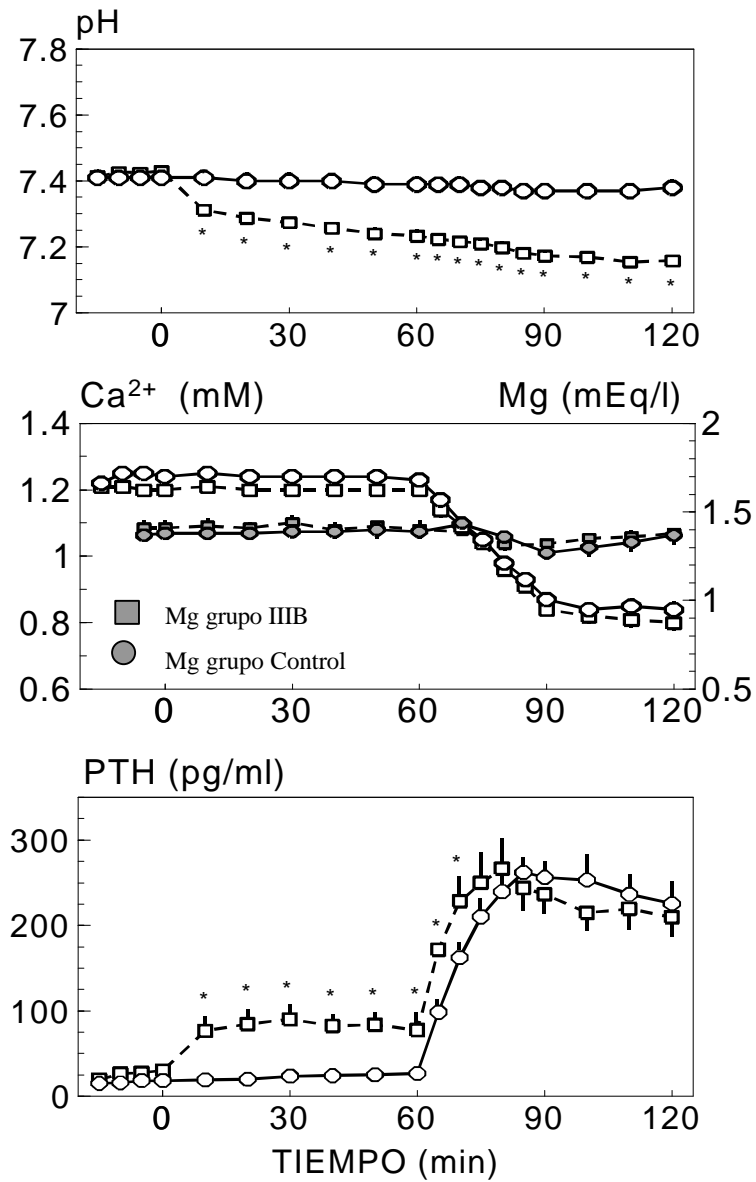 pH
7.8
7.6
7.4
7.2
7
0 30 60 90 120
Ca²⁺ (mM) Mg (mEq/l)
1.4 2
1.2
1.5
1
0.8 1
0.6 0.5
Mg grupo IIIB
Mg grupo Control
0 30 60 90 120
PTH (pg/ml)
300
200
100
0
0 30 60 90 120
TIEMPO (min)